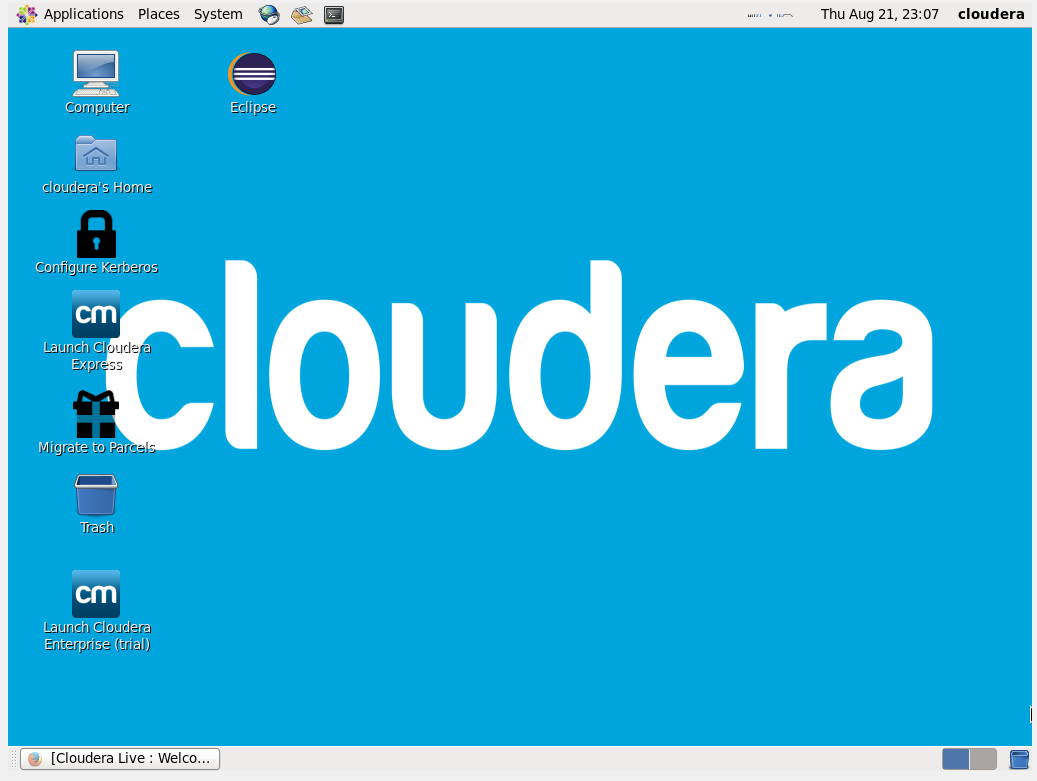 Applications Places System Thu Aug 21, 23:07 cloudera
Computer
Eclipse
cloudera's Home
Configure Kerberos
cm
Launch Cloudera
Express
cloudera
Migrate to Parcels
Trash
cm
Launch Cloudera
Enterprise (trial)
[Cloudera Live : Welco...